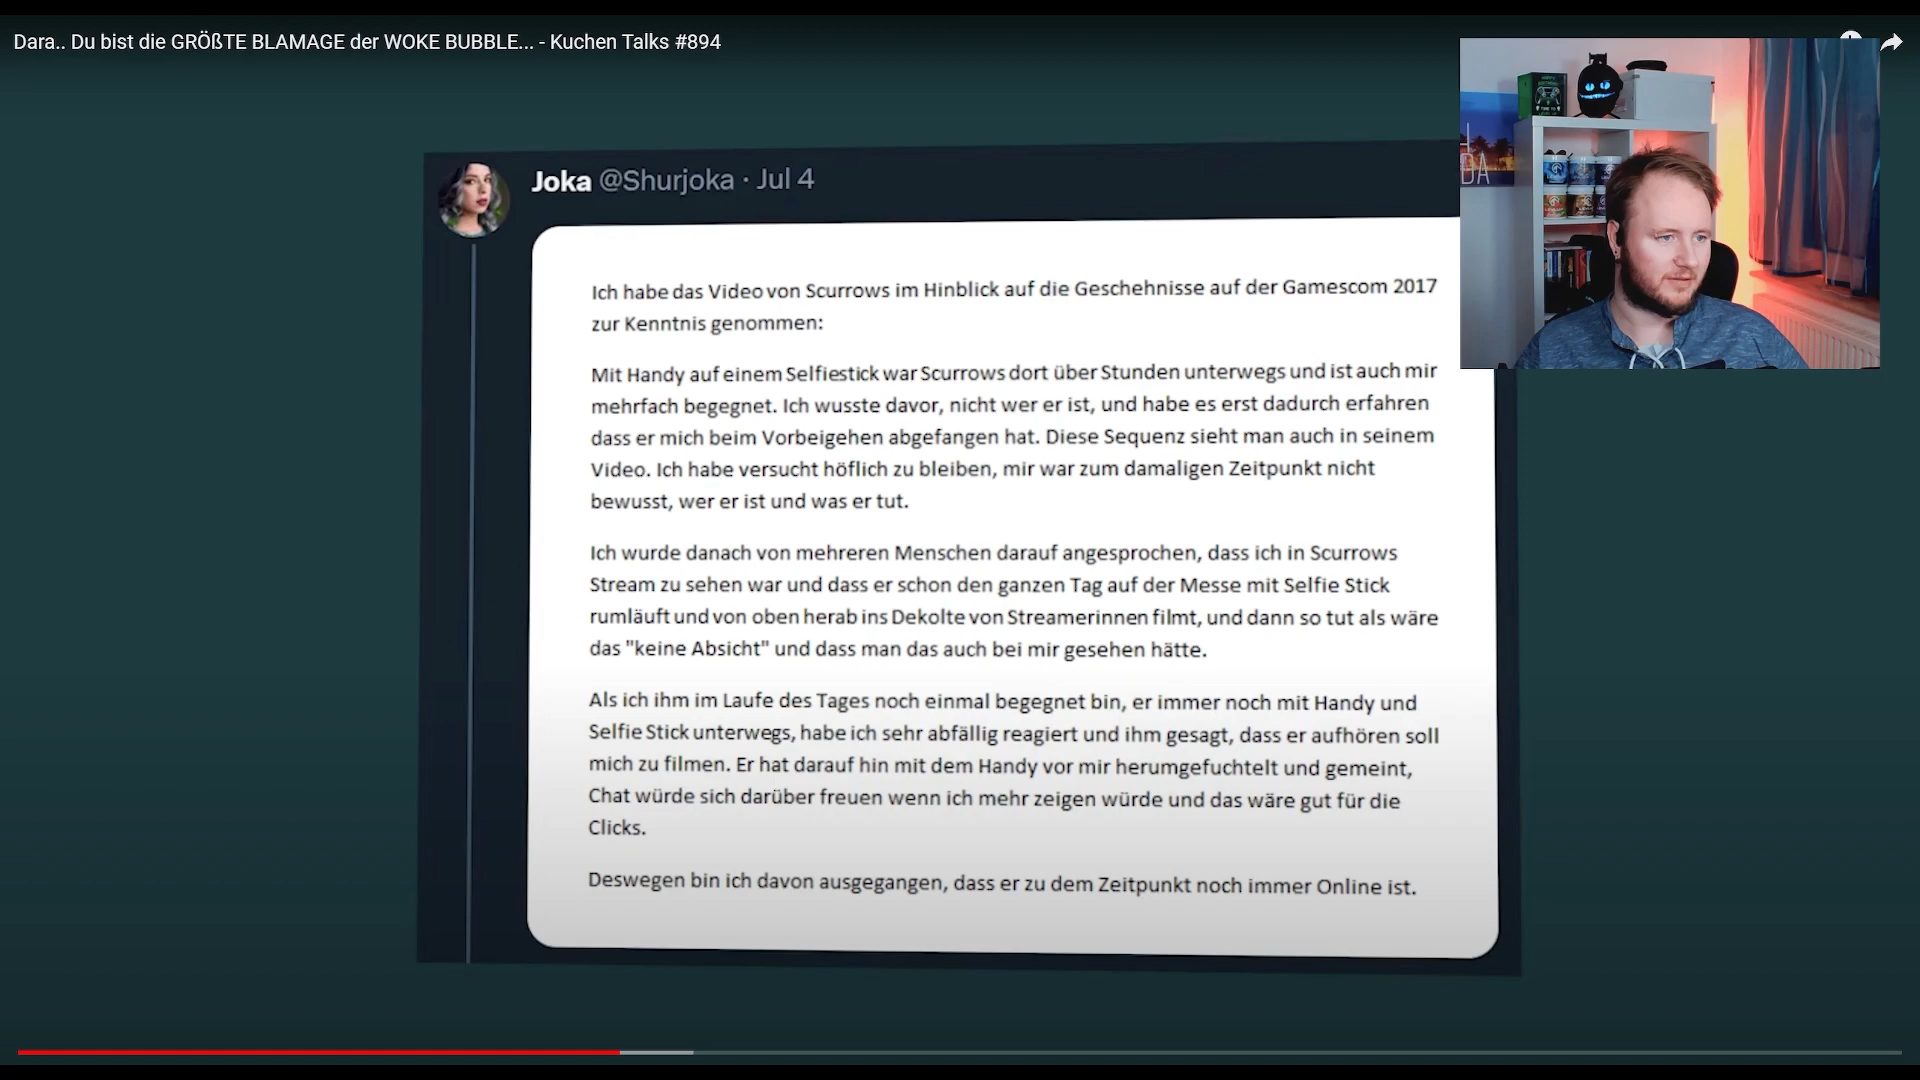 Dara.. Du bist die GRÖßTE BLAMAGE der WOKE BUBBLE... - Kuchen Talks #894
Joka @Shurjoka · Jul 4
Ich habe das Video von Scurrows im Hinblick auf die Geschehnisse auf der Gamescom 2017
zur Kenntnis genommen:
Mit Handy auf einem Selfiestick war Scurrows dort über Stunden unterwegs und ist auch mir
mehrfach begegnet. Ich wusste davor, nicht wer er ist, und habe es erst dadurch erfahren
dass er mich beim Vorbeigehen abgefangen hat. Diese Sequenz sieht man auch in seinem
Video. Ich habe versucht höflich zu bleiben, mir war zum damaligen Zeitpunkt nicht
bewusst, wer er ist und was er tut.
Ich wurde danach von mehreren Menschen darauf angesprochen, dass ich in Scurrows
Stream zu sehen war und dass er schon den ganzen Tag auf der Messe mit Selfie Stick
rumläuft und von oben herab ins Dekolte von Streamerinnen filmt, und dann so tut als wäre
das "keine Absicht" und dass man das auch bei mir gesehen hätte.
Als ich ihm im Laufe des Tages noch einmal begegnet bin, er immer noch mit Handy und
Selfie Stick unterwegs, habe ich sehr abfällig reagiert und ihm gesagt, dass er aufhören soll
mich zu filmen. Er hat darauf hin mit dem Handy vor mir herumgefuchtelt und gemeint,
Chat würde sich darüber freuen wenn ich mehr zeigen würde und das wäre gut für die
Clicks.
Deswegen bin ich davon ausgegangen, dass er zu dem Zeitpunkt noch immer Online ist.
DA